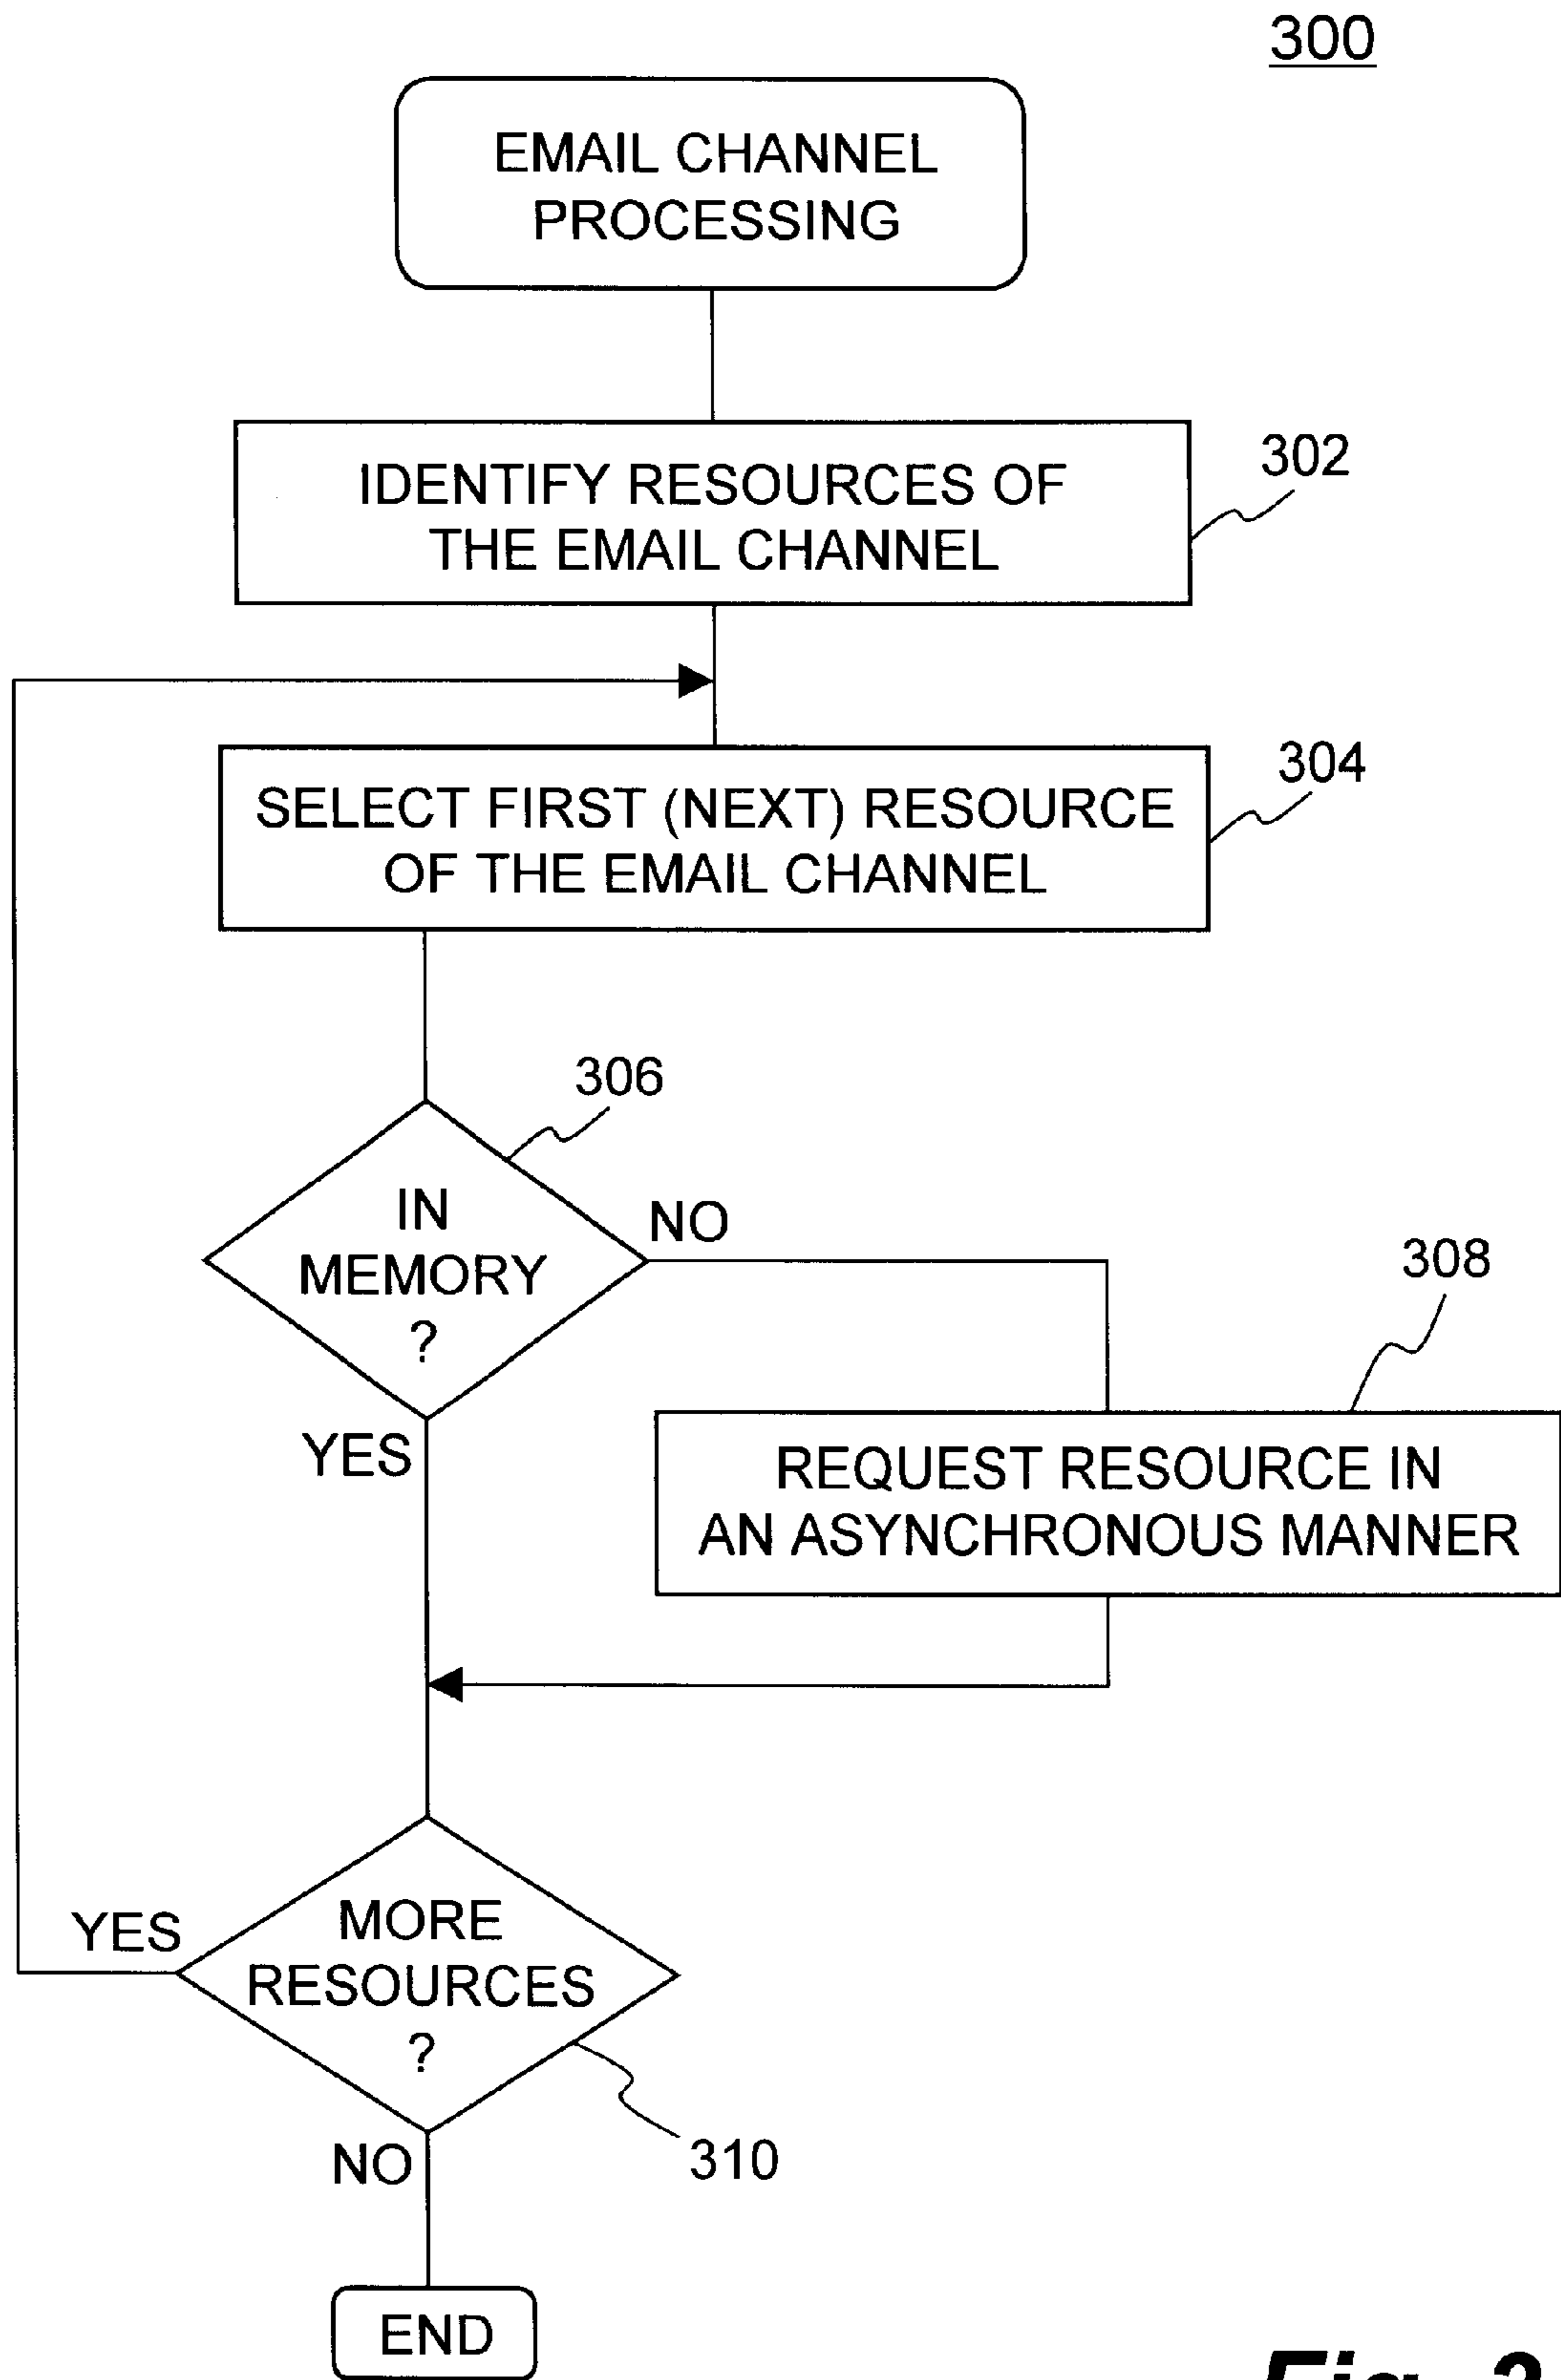 300
EMAIL CHANNEL
PROCESSING
IDENTIFY RESOURCES OF
THE EMAIL CHANNEL
302
SELECT FIRST (NEXT) RESOURCE
OF THE EMAIL CHANNEL
304
306
IN
MEMORY
?
NO
YES
308
REQUEST RESOURCE IN
AN ASYNCHRONOUS MANNER
MORE
RESOURCES
?
YES
310
NO
END